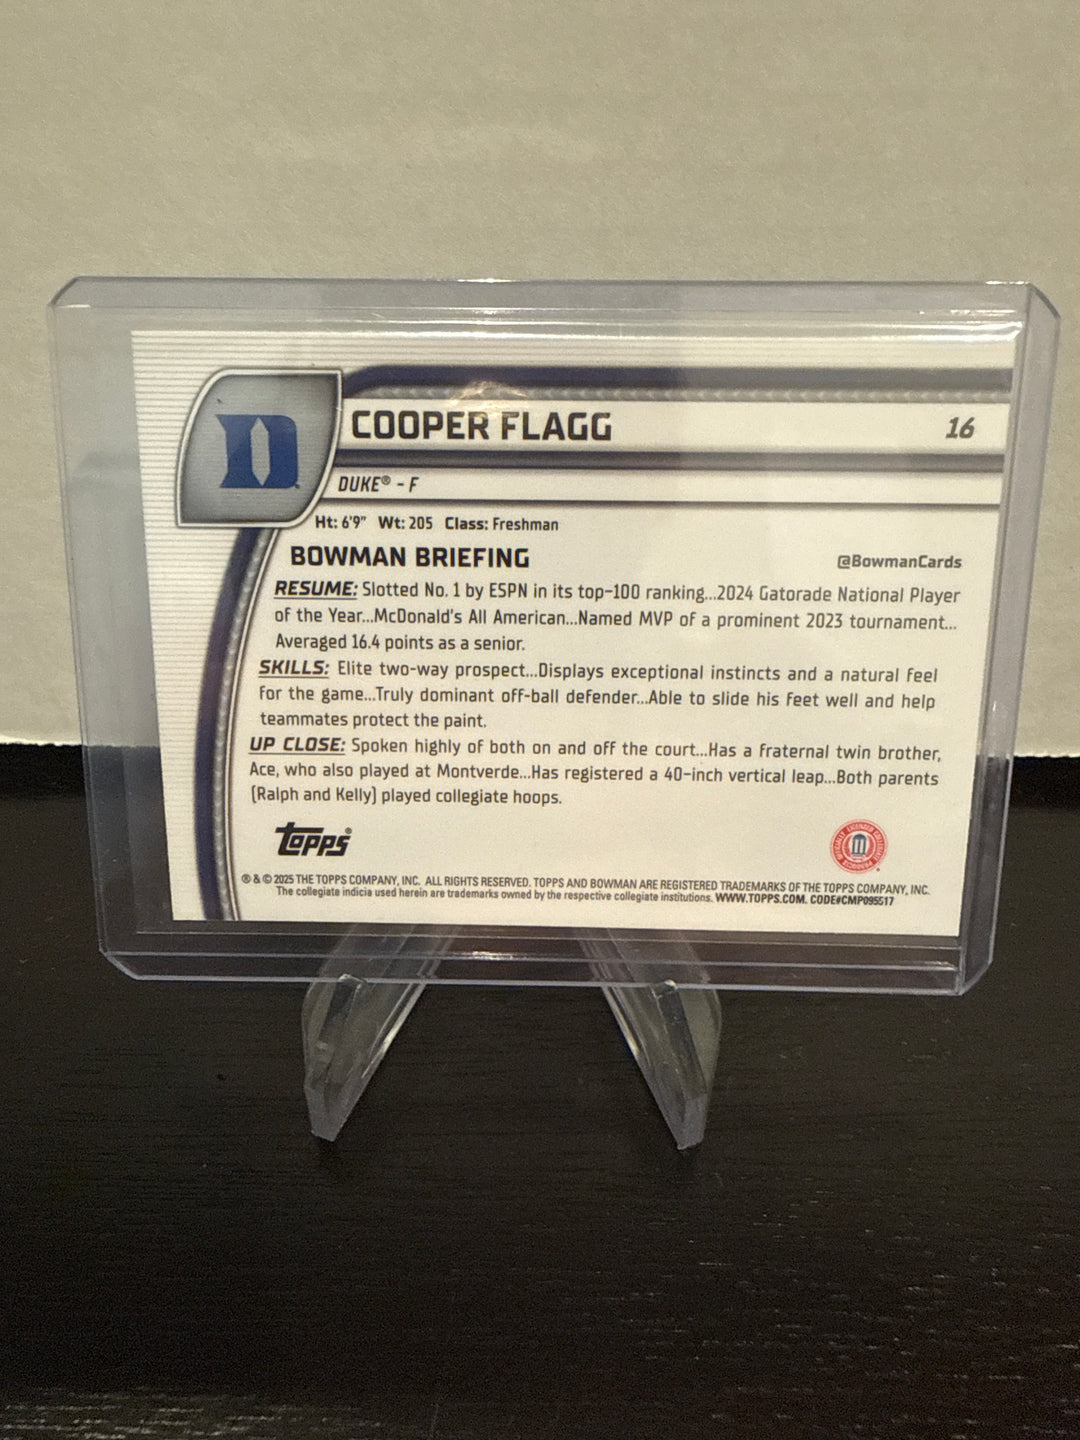 D
COOPER FLAGG
16
DUKE® - F
Ht: 6'9" Wt: 205 Class: Freshman
BOWMAN BRIEFING
@BowmanCards
RESUME: Slotted No. 1 by ESPN in its top-100 ranking...2024 Gatorade National Player
of the Year...McDonald's All American...Named MVP of a prominent 2023 tournament...
Averaged 16.4 points as a senior.
SKILLS: Elite two-way prospect...Displays exceptional instincts and a natural feel
for the game...Truly dominant off-ball defender...Able to slide his feet well and help
teammates protect the paint.
UP CLOSE: Spoken highly of both on and off the court...Has a fraternal twin brother,
Ace, who also played at Montverde...Has registered a 40-inch vertical leap...Both parents
(Ralph and Kelly) played collegiate hoops.
topps®
OFFICIALLY LICENSED COLLEGIATE PRODUCTS
® & © 2025 THE TOPPS COMPANY, INC. ALL RIGHTS RESERVED. TOPPS AND BOWMAN ARE REGISTERED TRADEMARKS OF THE TOPPS COMPANY, INC.
The collegiate indicia used herein are trademarks owned by the respective collegiate institutions. WWW.TOPPS.COM. CODE#CMP095517